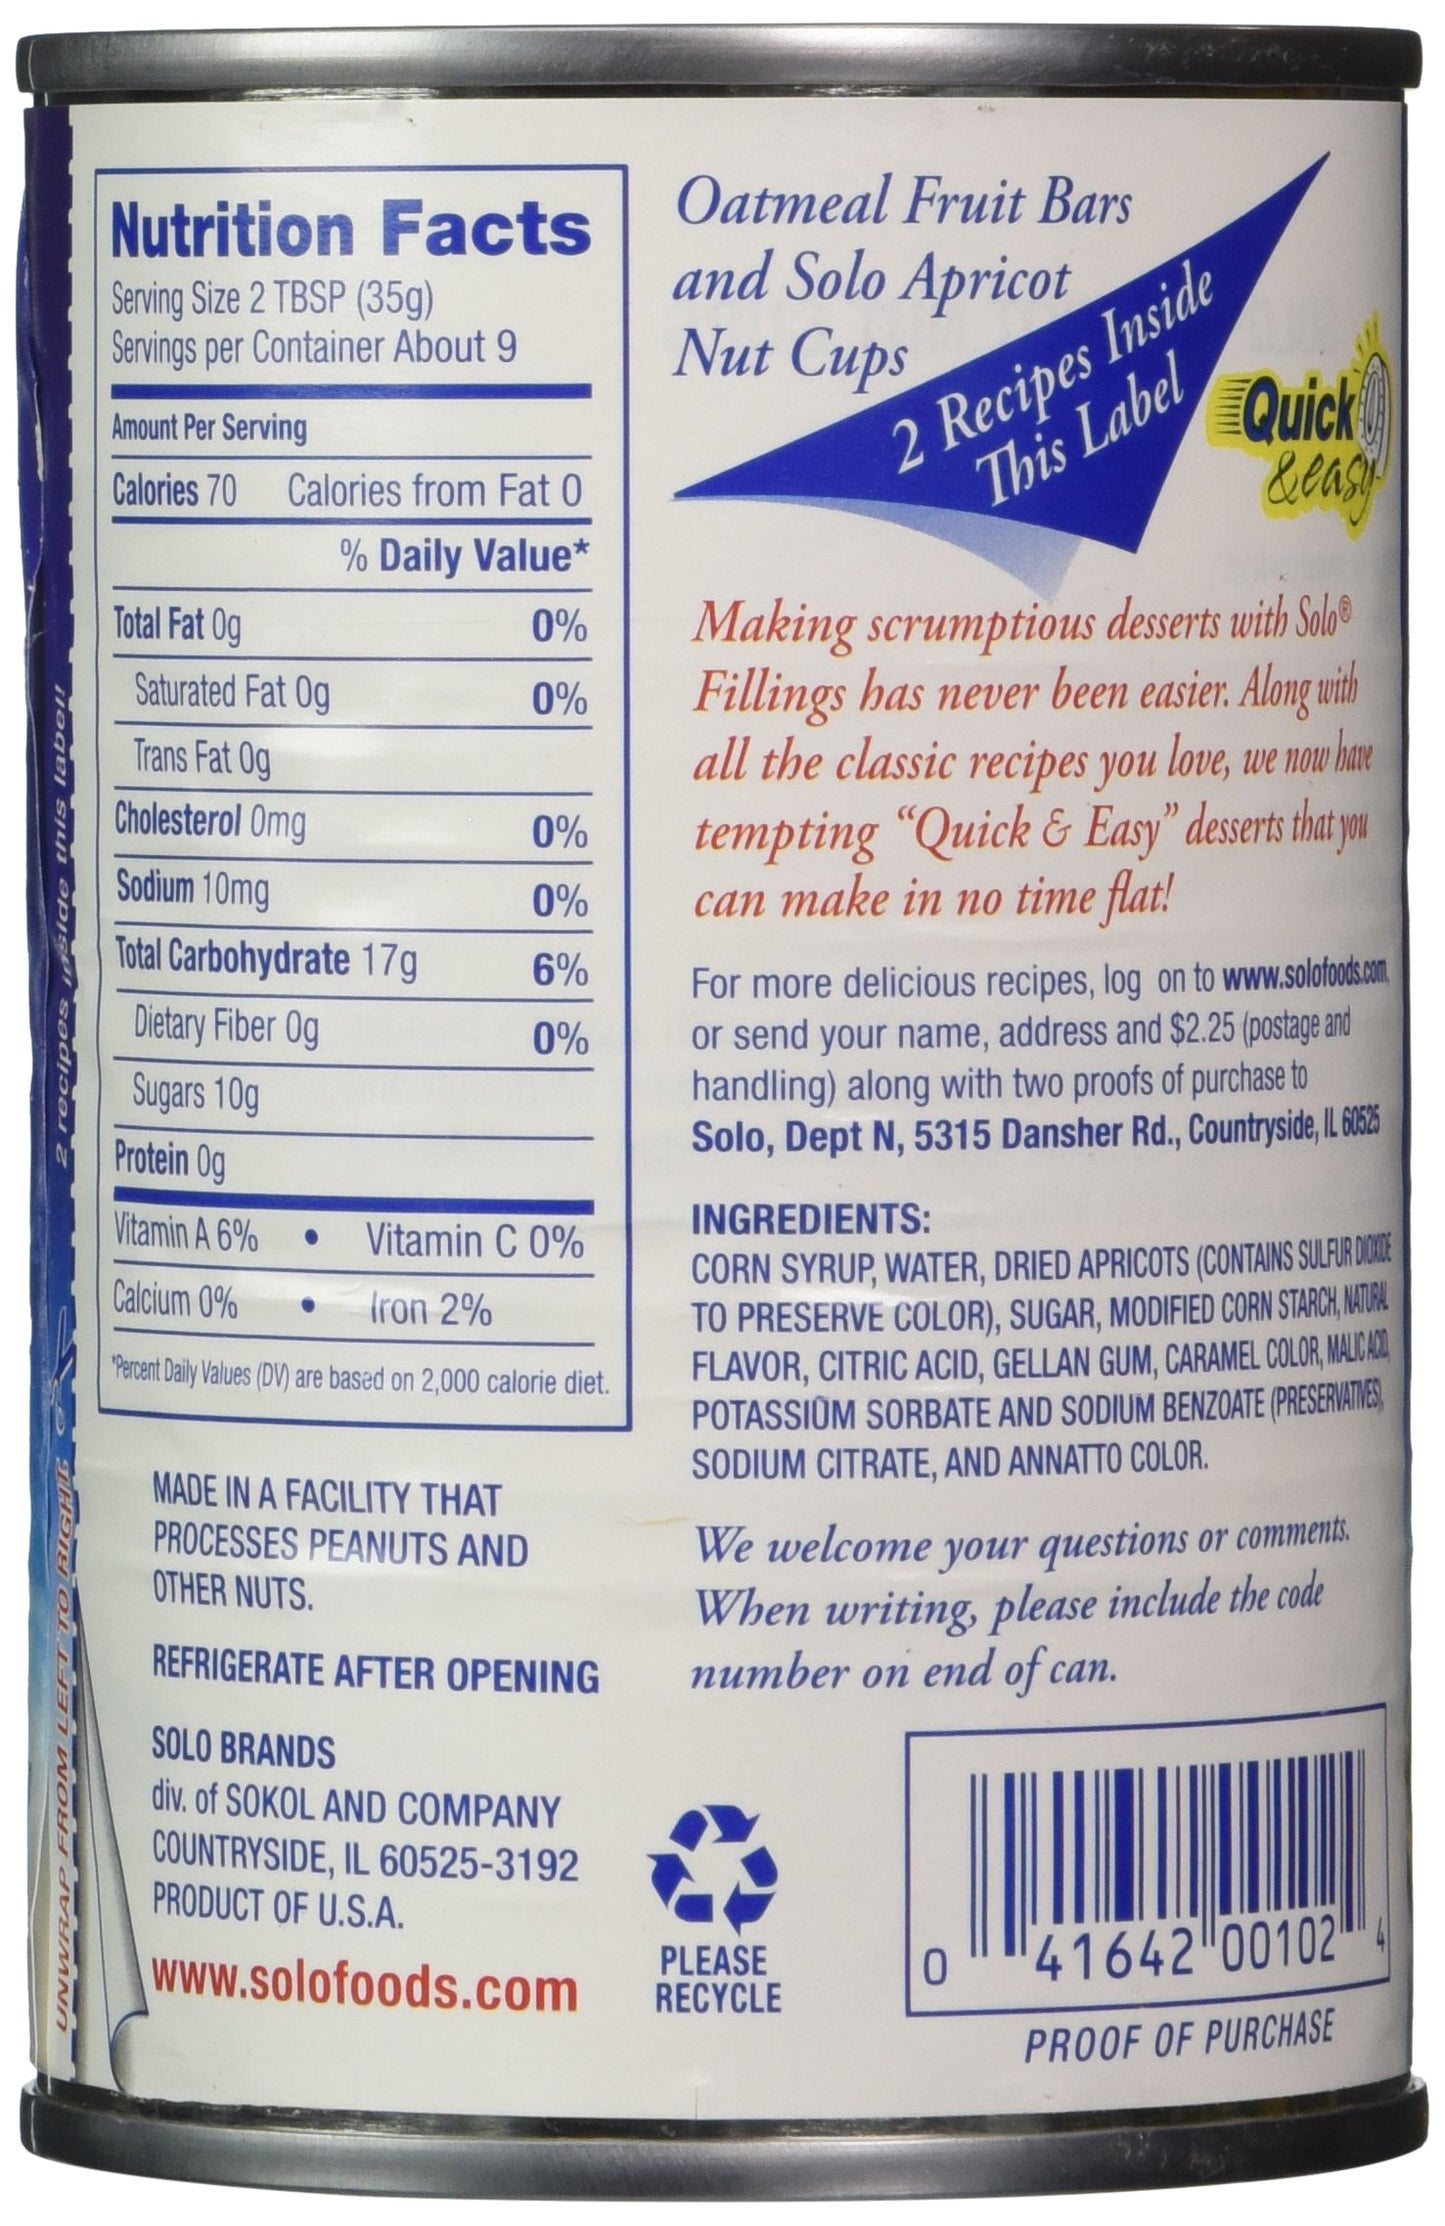 Nutrition Facts
Serving Size 2 TBSP (35g)
Servings per Container About 9
Amount Per Serving
Calories 70 Calories from Fat 0
% Daily Value*
Total Fat 0g 0%
Saturated Fat 0g 0%
Trans Fat 0g
Cholesterol 0mg 0%
Sodium 10mg 0%
Total Carbohydrate 17g 6%
Dietary Fiber 0g 0%
Sugars 10g
Protein 0g
Vitamin A 6% • Vitamin C 0%
Calcium 0% • Iron 2%
*Percent Daily Values (DV) are based on 2,000 calorie diet.
MADE IN A FACILITY THAT
PROCESSES PEANUTS AND
OTHER NUTS.
REFRIGERATE AFTER OPENING
SOLO BRANDS
div. of SOKOL AND COMPANY
COUNTRYSIDE, IL 60525-3192
PRODUCT OF U.S.A.
www.solofoods.com
Oatmeal Fruit Bars
and Solo Apricot
Nut Cups
2 Recipes Inside
This Label
Quick
& easy
Making scrumptious desserts with Solo®
Fillings has never been easier. Along with
all the classic recipes you love, we now have
tempting “Quick & Easy” desserts that you
can make in no time flat!
For more delicious recipes, log on to www.solofoods.com,
or send your name, address and $2.25 (postage and
handling) along with two proofs of purchase to
Solo, Dept N, 5315 Dansher Rd., Countryside, IL 60525
INGREDIENTS:
CORN SYRUP, WATER, DRIED APRICOTS (CONTAINS SULFUR DIOXIDE
TO PRESERVE COLOR), SUGAR, MODIFIED CORN STARCH, NATURAL
FLAVOR, CITRIC ACID, GELLAN GUM, CARAMEL COLOR, MALIC ACID,
POTASSIUM SORBATE AND SODIUM BENZOATE (PRESERVATIVES),
SODIUM CITRATE, AND ANNATTO COLOR.
We welcome your questions or comments.
When writing, please include the code
number on end of can.
PLEASE
RECYCLE
0 41642 00102 4
PROOF OF PURCHASE
UNWRAP FROM LEFT TO RIGHT
2 recipes inside this label!